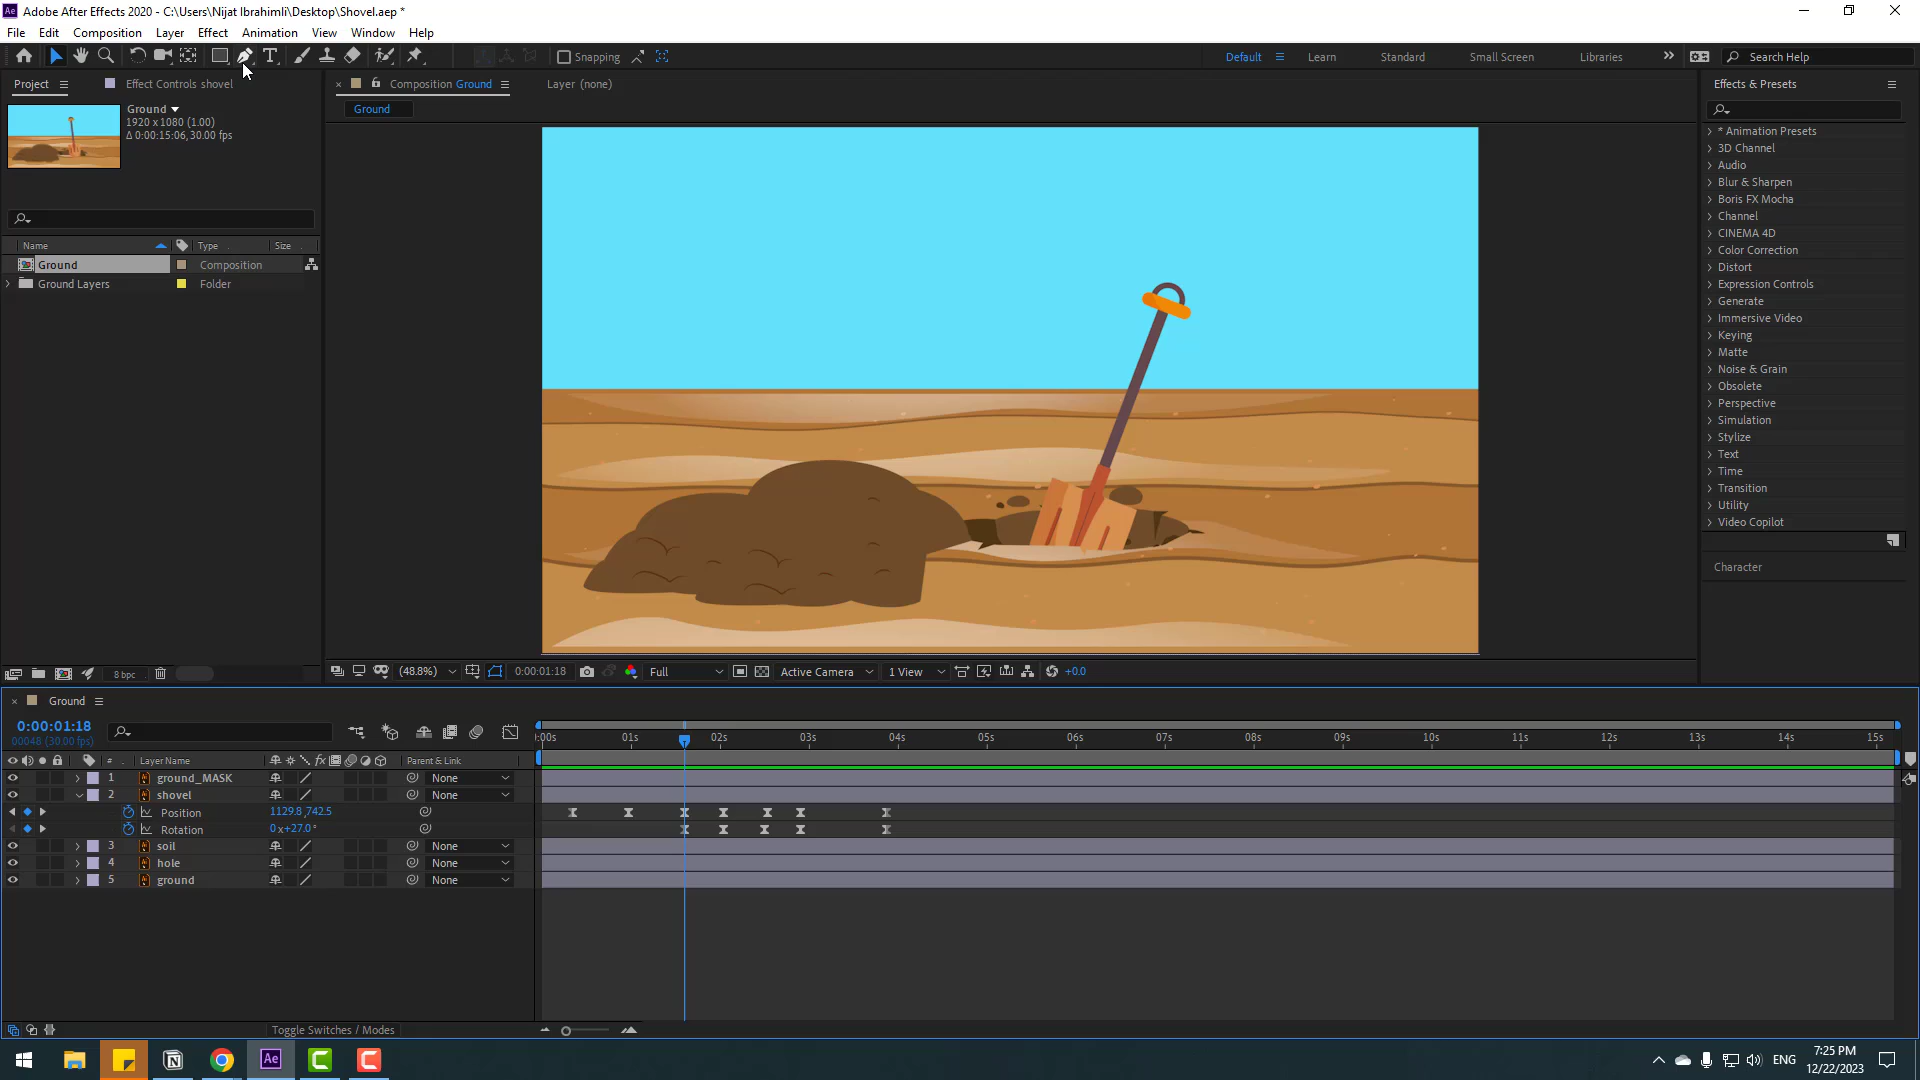 Ae Adobe After Effects 2020 - C:\Users\Nijat Ibrahimli\Desktop\Shovel.aep *
File Edit Composition Layer Effect Animation View Window Help
Snapping Default Learn Standard Small Screen Libraries Search Help
Project Effect Controls shovel Composition Ground Layer (none) Effects & Presets
Ground
1920 x 1080 (1.00)
Δ 0:00:15:06, 30.00 fps
Ground
* Animation Presets
3D Channel
Audio
Blur & Sharpen
Boris FX Mocha
Channel
CINEMA 4D
Color Correction
Distort
Expression Controls
Generate
Immersive Video
Keying
Matte
Noise & Grain
Obsolete
Perspective
Simulation
Stylize
Text
Time
Transition
Utility
Video Copilot
Character
Name Type Size
Ground Composition
Ground Layers Folder
8 bpc (48.8%) 0:00:01:18 Full Active Camera 1 View +0.0
Ground
0:00:01:18
00048 (30.00 fps)
:00s 01s 02s 03s 04s 05s 06s 07s 08s 09s 10s 11s 12s 13s 14s 15s
# Layer Name fx Parent & Link
1 ground_MASK None
2 shovel None
Position 1129.8,742.5
Rotation 0x+27.0°
3 soil None
4 hole None
5 ground None
Toggle Switches / Modes
Ae ENG 7:25 PM
12/22/2023